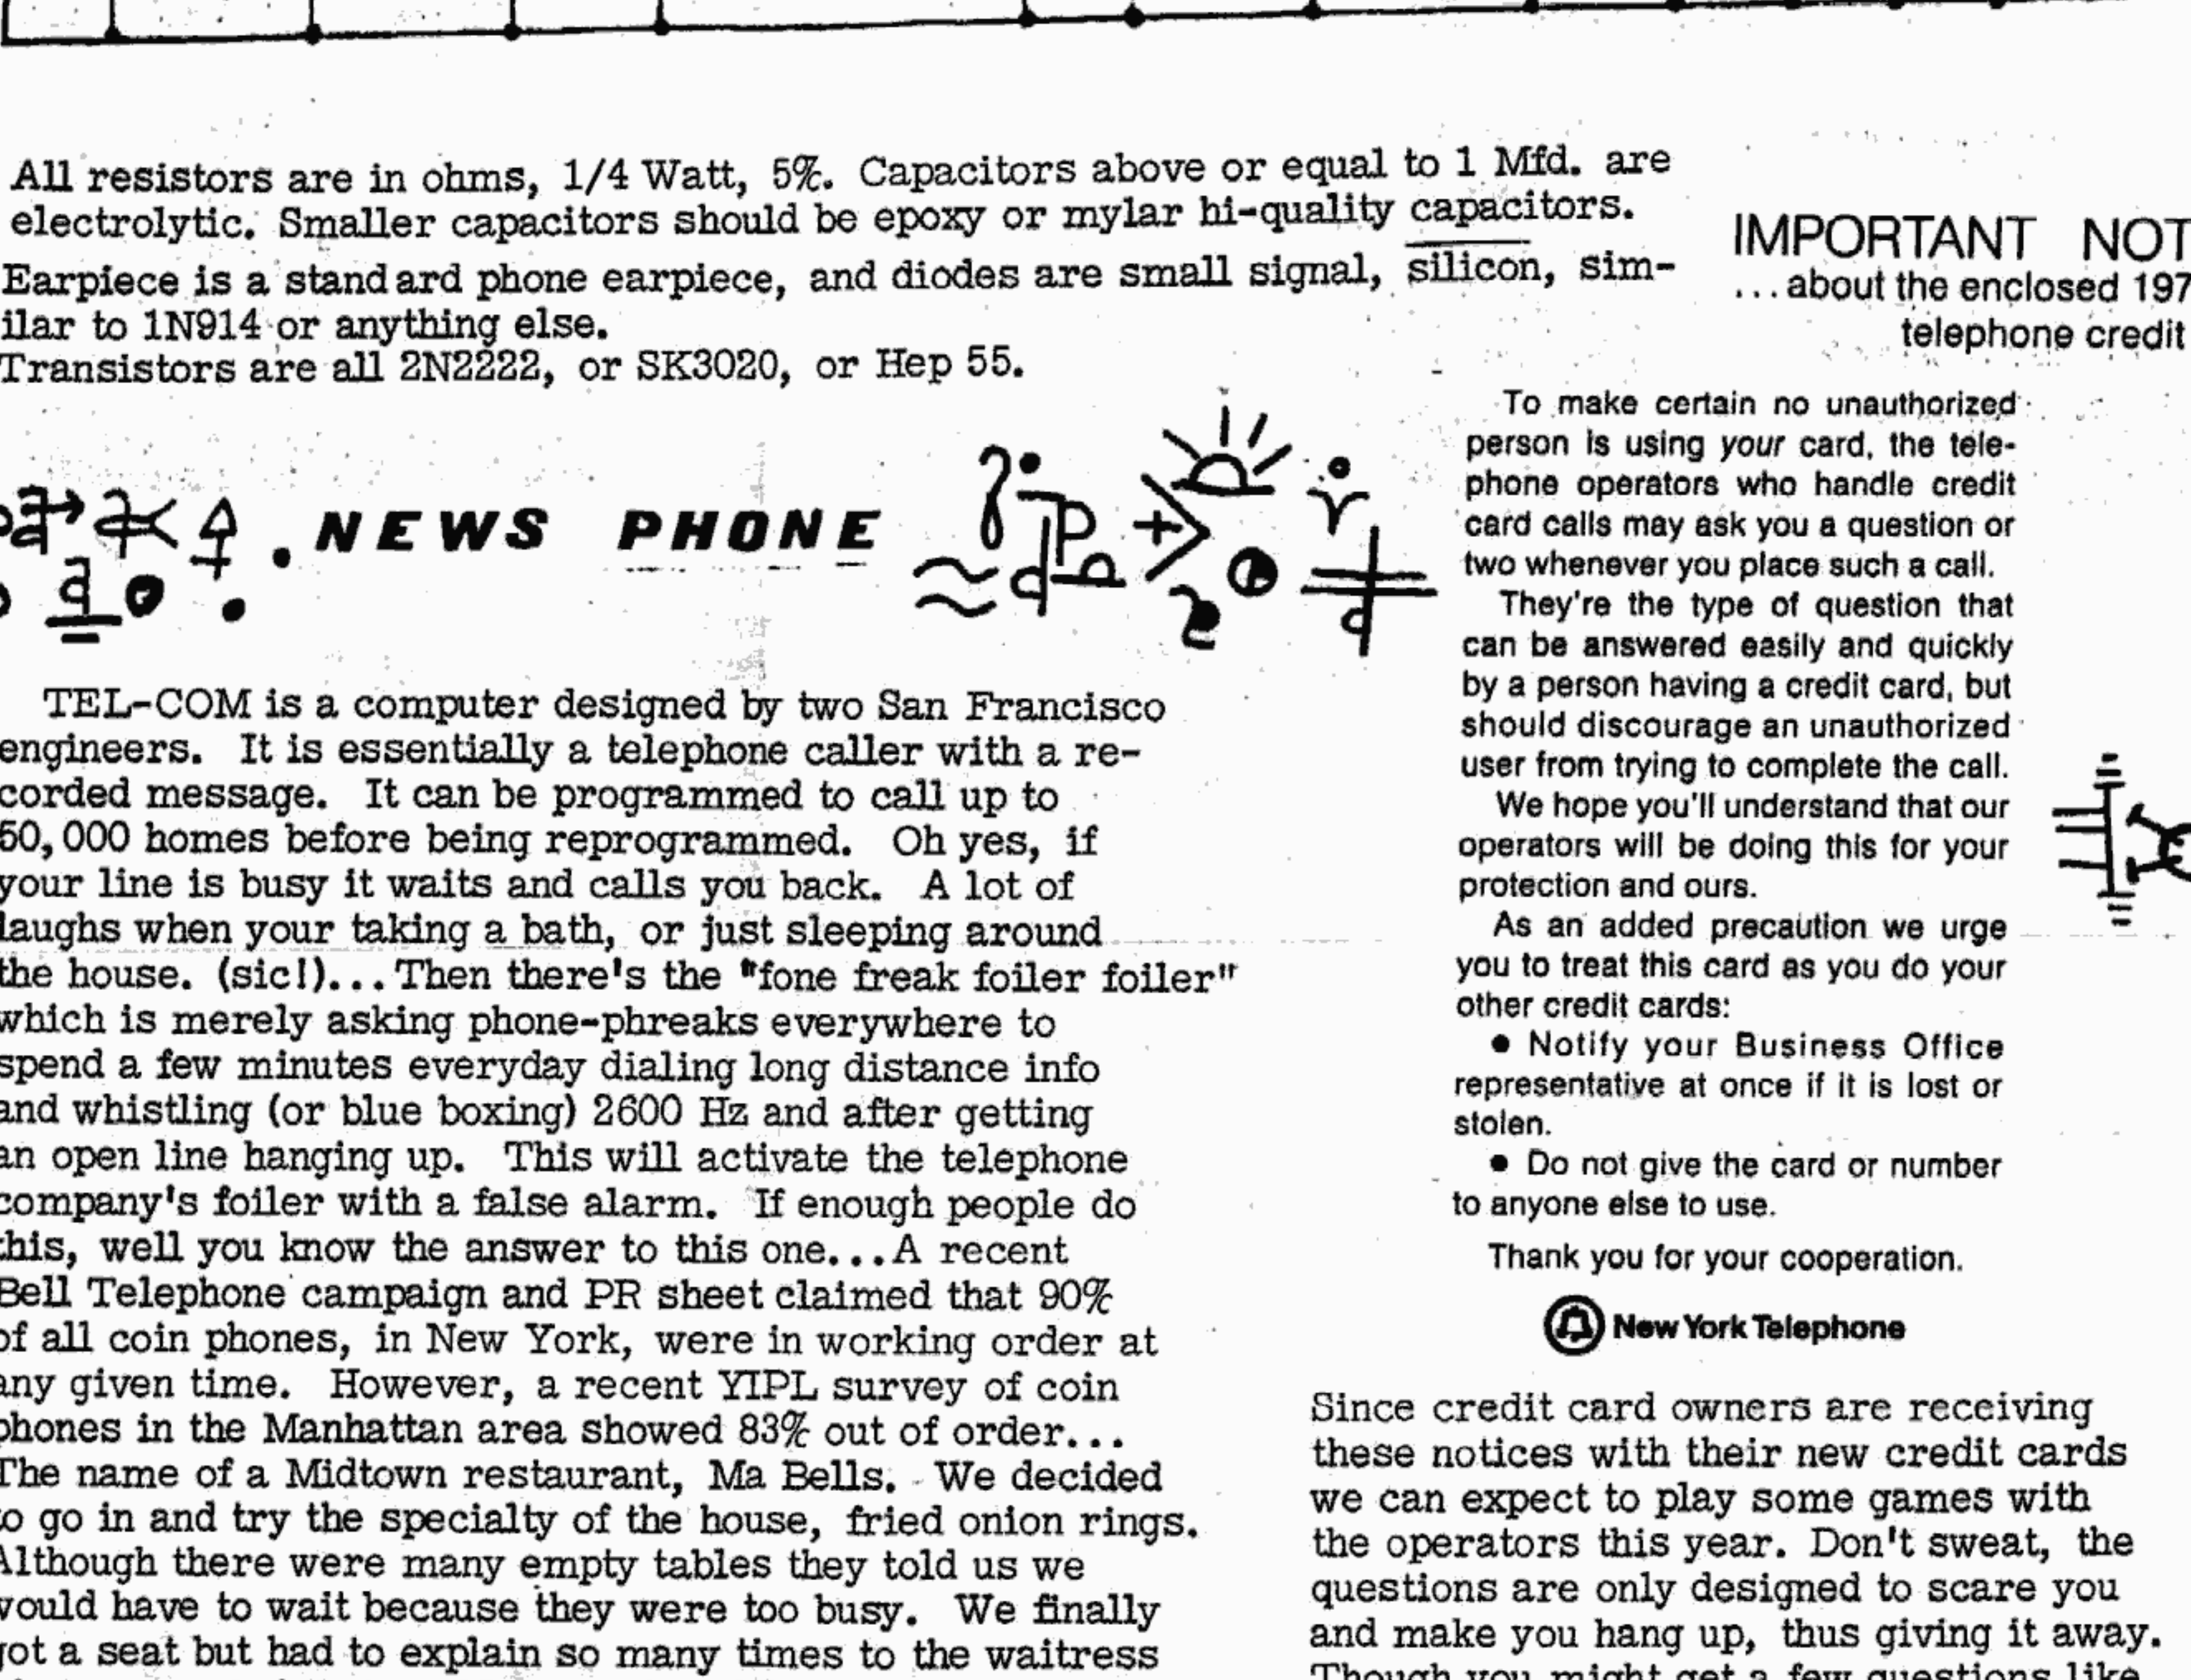 All resistors are in ohms, 1/4 Watt, 5%. Capacitors above or equal to 1 Mfd. are
electrolytic. Smaller capacitors should be epoxy or mylar hi-quality capacitors.
Earpiece is a standard phone earpiece, and diodes are small signal, silicon, sim-
ilar to 1N914 or anything else.
Transistors are all 2N2222, or SK3020, or Hep 55.
NEWS PHONE
TEL-COM is a computer designed by two San Francisco
engineers. It is essentially a telephone caller with a re-
corded message. It can be programmed to call up to
50,000 homes before being reprogrammed. Oh yes, if
your line is busy it waits and calls you back. A lot of
laughs when your taking a bath, or just sleeping around
the house. (sic!)...Then there's the "fone freak foiler foiler"
which is merely asking phone-phreaks everywhere to
spend a few minutes everyday dialing long distance info
and whistling (or blue boxing) 2600 Hz and after getting
an open line hanging up. This will activate the telephone
company's foiler with a false alarm. If enough people do
this, well you know the answer to this one...A recent
Bell Telephone campaign and PR sheet claimed that 90%
of all coin phones, in New York, were in working order at
any given time. However, a recent YIPL survey of coin
phones in the Manhattan area showed 83% out of order...
The name of a Midtown restaurant, Ma Bells. We decided
to go in and try the specialty of the house, fried onion rings.
Although there were many empty tables they told us we
would have to wait because they were too busy. We finally
got a seat but had to explain so many times to the waitress
IMPORTANT NOT
...about the enclosed 197
telephone credit
To make certain no unauthorized
person is using your card, the tele-
phone operators who handle credit
card calls may ask you a question or
two whenever you place such a call.
They're the type of question that
can be answered easily and quickly
by a person having a credit card, but
should discourage an unauthorized
user from trying to complete the call.
We hope you'll understand that our
operators will be doing this for your
protection and ours.
As an added precaution we urge
you to treat this card as you do your
other credit cards:
● Notify your Business Office
representative at once if it is lost or
stolen.
● Do not give the card or number
to anyone else to use.
Thank you for your cooperation.
New York Telephone
Since credit card owners are receiving
these notices with their new credit cards
we can expect to play some games with
the operators this year. Don't sweat, the
questions are only designed to scare you
and make you hang up, thus giving it away.
Though you might get a few questions like